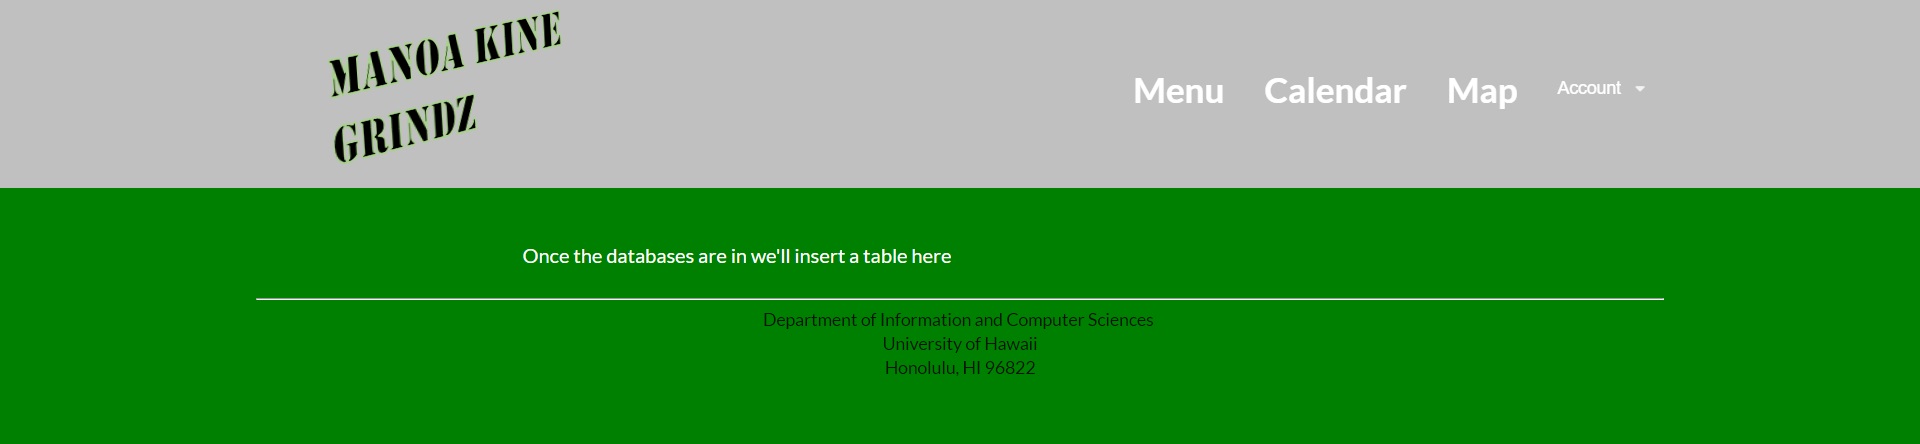 MANOA KINE
GRINDZ
Menu Calendar Map Account
Once the databases are in we'll insert a table here
Department of Information and Computer Sciences
University of Hawaii
Honolulu, HI 96822